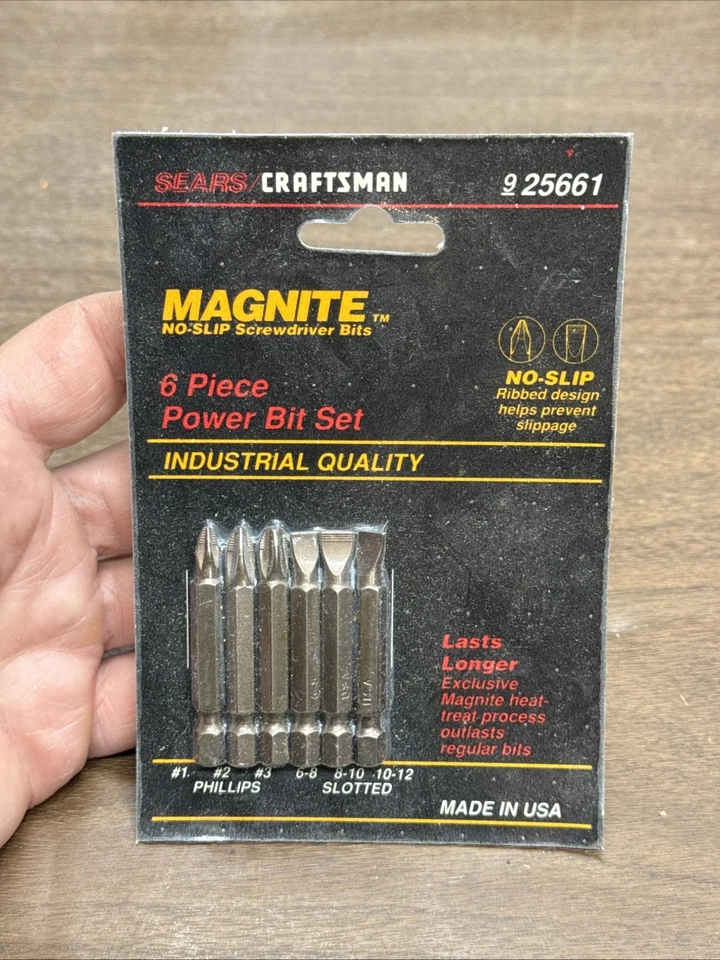 SEARS/CRAFTSMAN
9 25661
MAGNITE™
NO-SLIP Screwdriver Bits
6 Piece
Power Bit Set
NO-SLIP
Ribbed design
helps prevent
slippage
INDUSTRIAL QUALITY
USA
USA
Lasts
Longer
Exclusive
Magnite heat-
treat process
outlasts
regular bits
#1 #2 #3 6-8 8-10 10-12
PHILLIPS SLOTTED
MADE IN USA